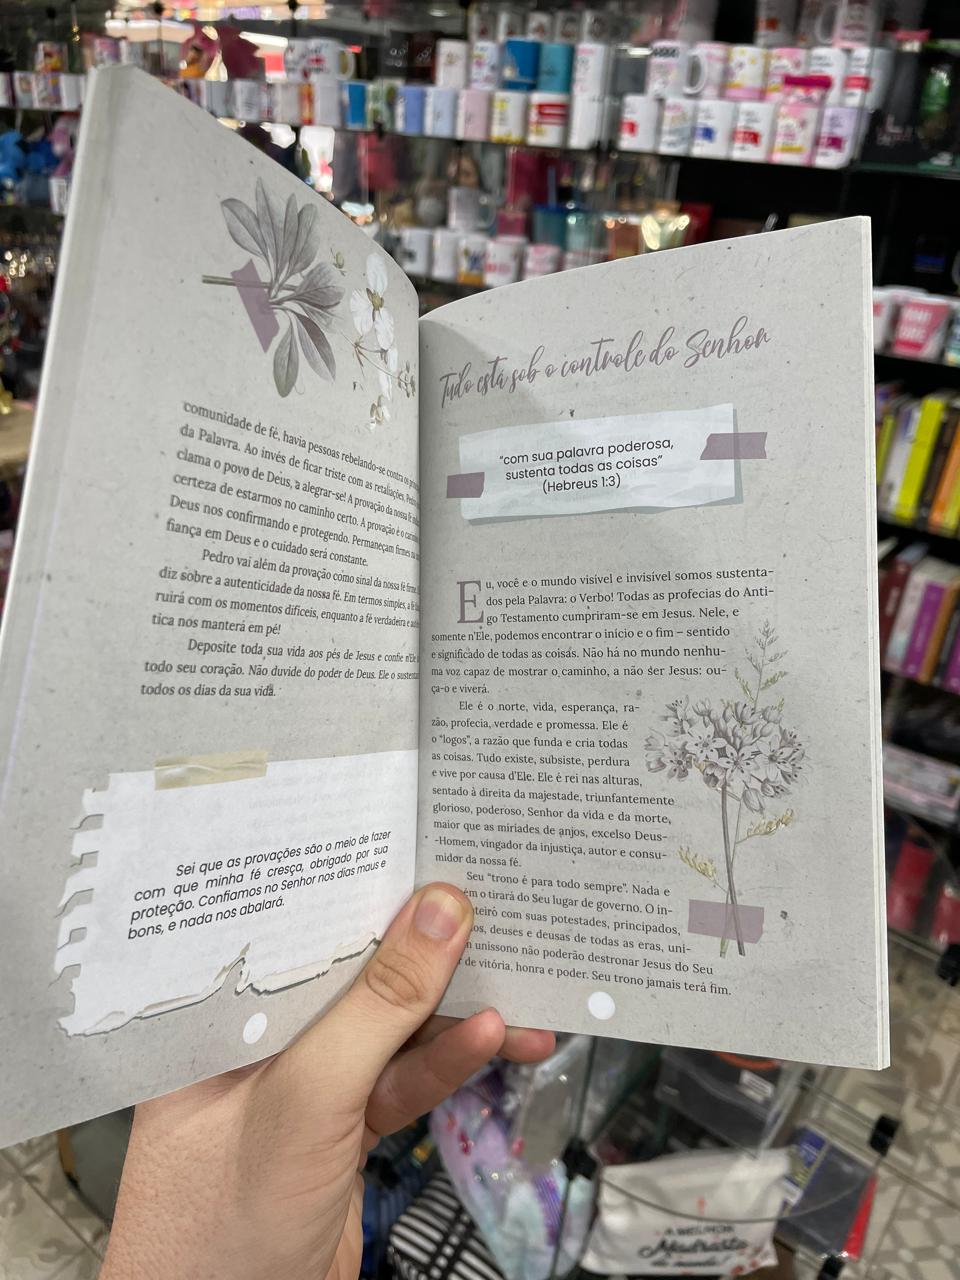 comunidade de fé, havia pessoas rebelando-se contra os
da Palavra. Ao invés de ficar triste com as retaliações, Pedro
clama o povo de Deus, a alegrar-se! A provação da nossa fé
certeza de estarmos no caminho certo. A provação é o
Deus nos confirmando e protegendo. Permaneçam firmes na
fiança em Deus e o cuidado será constante.
Pedro vai além da provação como sinal da nossa fé firme.
diz sobre a autenticidade da nossa fé. Em termos simples, a fé
ruirá com os momentos difíceis, enquanto a fé verdadeira e
tica nos manterá em pé!
Deposite toda sua vida aos pés de Jesus e confie n'Ele
todo seu coração. Não duvide do poder de Deus. Ele o
todos os dias da sua vida.
Sei que as provações são o meio de fazer
com que minha fé cresça, obrigado por sua
proteção. Confiamos no Senhor nos dias maus e
bons, e nada nos abalará.
Tudo está sob o controle do Senhor
“com sua palavra poderosa,
sustenta todas as coisas”
(Hebreus 1:3)
Eu, você e o mundo visível e invisível somos sustenta-
dos pela Palavra: o Verbo! Todas as profecias do Anti-
go Testamento cumpriram-se em Jesus. Nele, e
somente n'Ele, podemos encontrar o início e o fim – sentido
e significado de todas as coisas. Não há no mundo nenhu-
ma voz capaz de mostrar o caminho, a não ser Jesus: ou-
ça-o e viverá.
Ele é o norte, vida, esperança, ra-
zão, profecia, verdade e promessa. Ele é
o “logos”, a razão que funda e cria todas
as coisas. Tudo existe, subsiste, perdura
e vive por causa d'Ele. Ele é rei nas alturas,
sentado à direita da majestade, triunfantemente
glorioso, poderoso, Senhor da vida e da morte,
maior que as miríades de anjos, excelso Deus-
-Homem, vingador da injustiça, autor e consu-
midor da nossa fé.
Seu “trono é para todo sempre”. Nada e
ém o tirará do Seu lugar de governo. O in-
teiro com suas potestades, principados,
os, deuses e deusas de todas as eras, uni-
uníssono não poderão destronar Jesus do Seu
de vitória, honra e poder. Seu trono jamais terá fim.
Madrasta